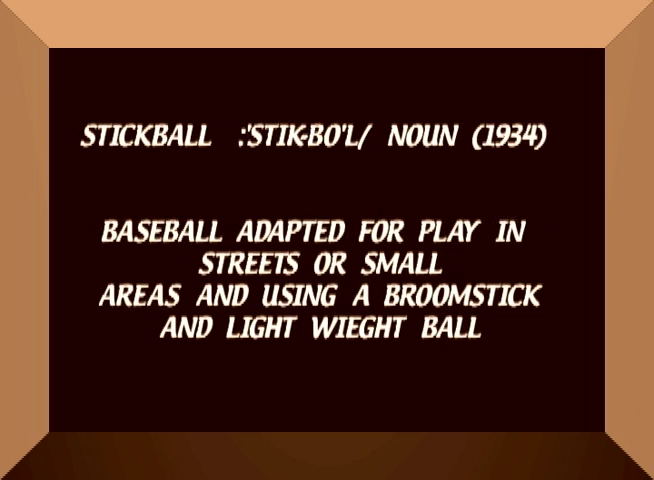 STICKBALL :'STIK-BO'L/ NOUN (1934)
BASEBALL ADAPTED FOR PLAY IN
STREETS OR SMALL
AREAS AND USING A BROOMSTICK
AND LIGHT WIEGHT BALL